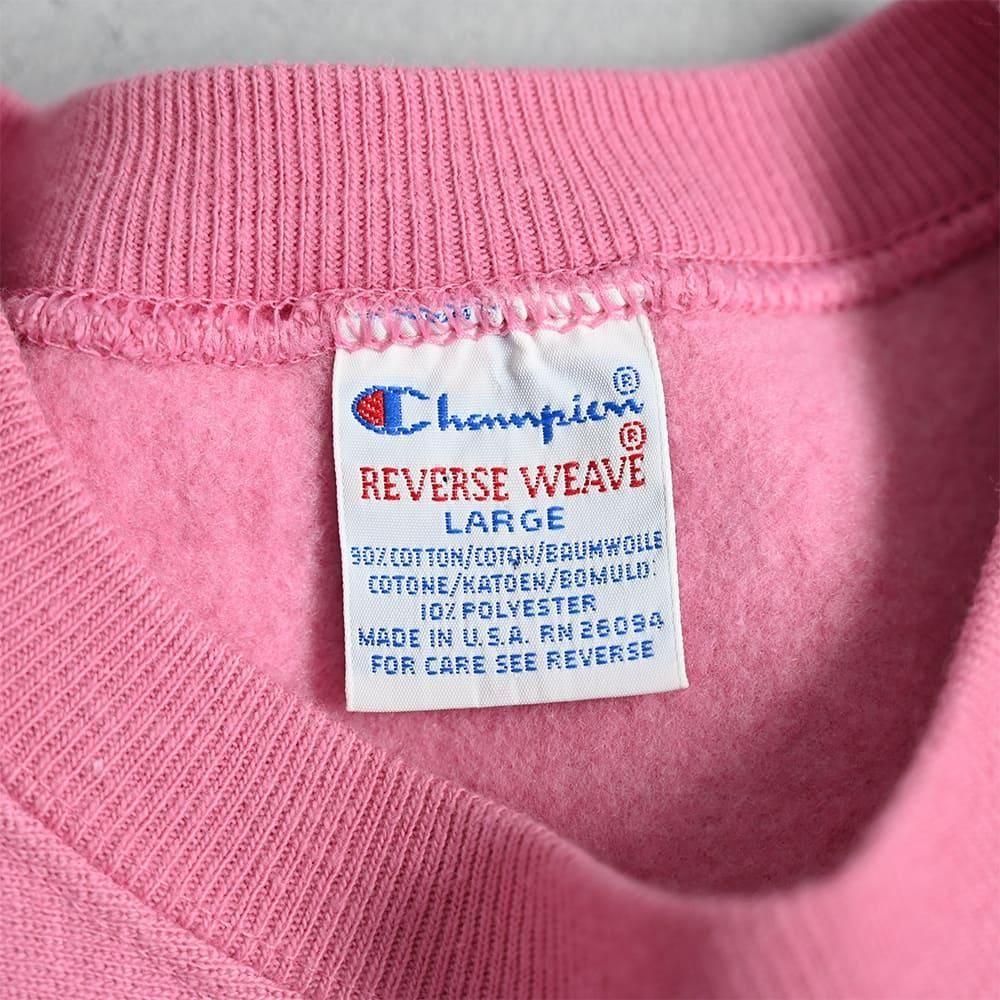 Champion®
REVERSE WEAVE®
LARGE
90% COTTON/COTON/BAUMWOLLE
COTONE/KATOEN/BOMULD:
10% POLYESTER
MADE IN U.S.A. RN 26094
FOR CARE SEE REVERSE